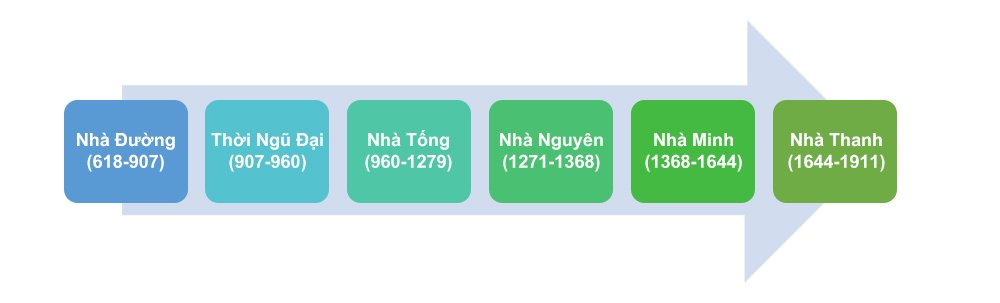 Nhà Đường
(618-907)
Thời Ngũ Đại
(907-960)
Nhà Tống
(960-1279)
Nhà Nguyên
(1271-1368)
Nhà Minh
(1368-1644)
Nhà Thanh
(1644-1911)